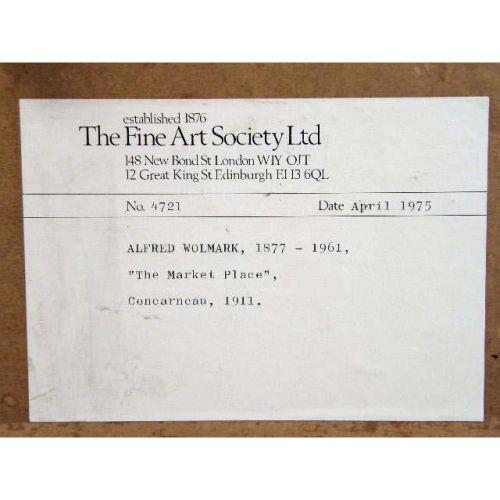 established 1876
The Fine Art Society Ltd
148 New Bond St London W1Y OJT
12 Great King St Edinburgh EH3 6QL
No. 4721 Date April 1975
ALFRED WOLMARK, 1877 - 1961,
"The Market Place",
Concarneau, 1911.